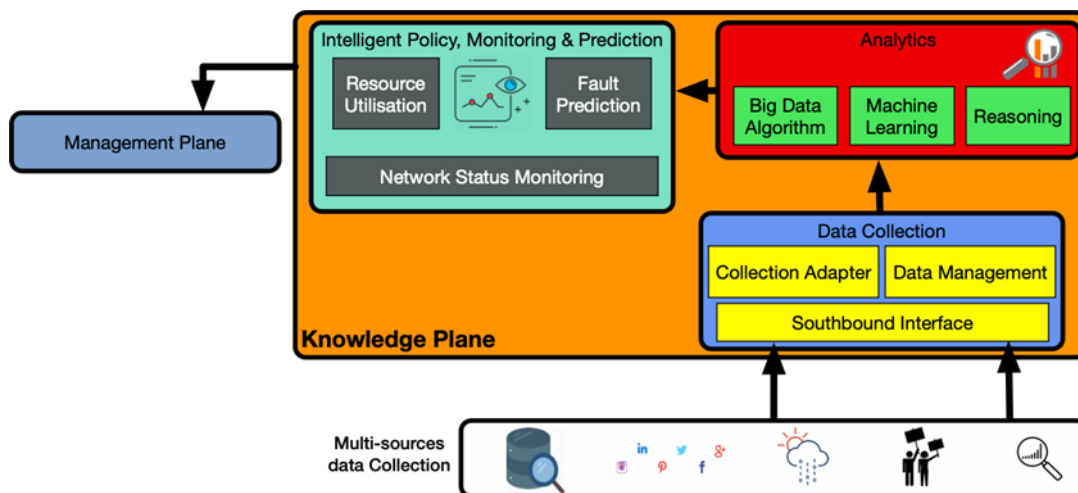 Intelligent Policy, Monitoring & Prediction
Resource
Utilisation
Fault
Prediction
Network Status Monitoring
Analytics
Big Data
Algorithm
Machine
Learning
Reasoning
Management Plane
Data Collection
Collection Adapter
Data Management
Southbound Interface
Knowledge Plane
Multi-sources
data Collection
in
g+
p
f